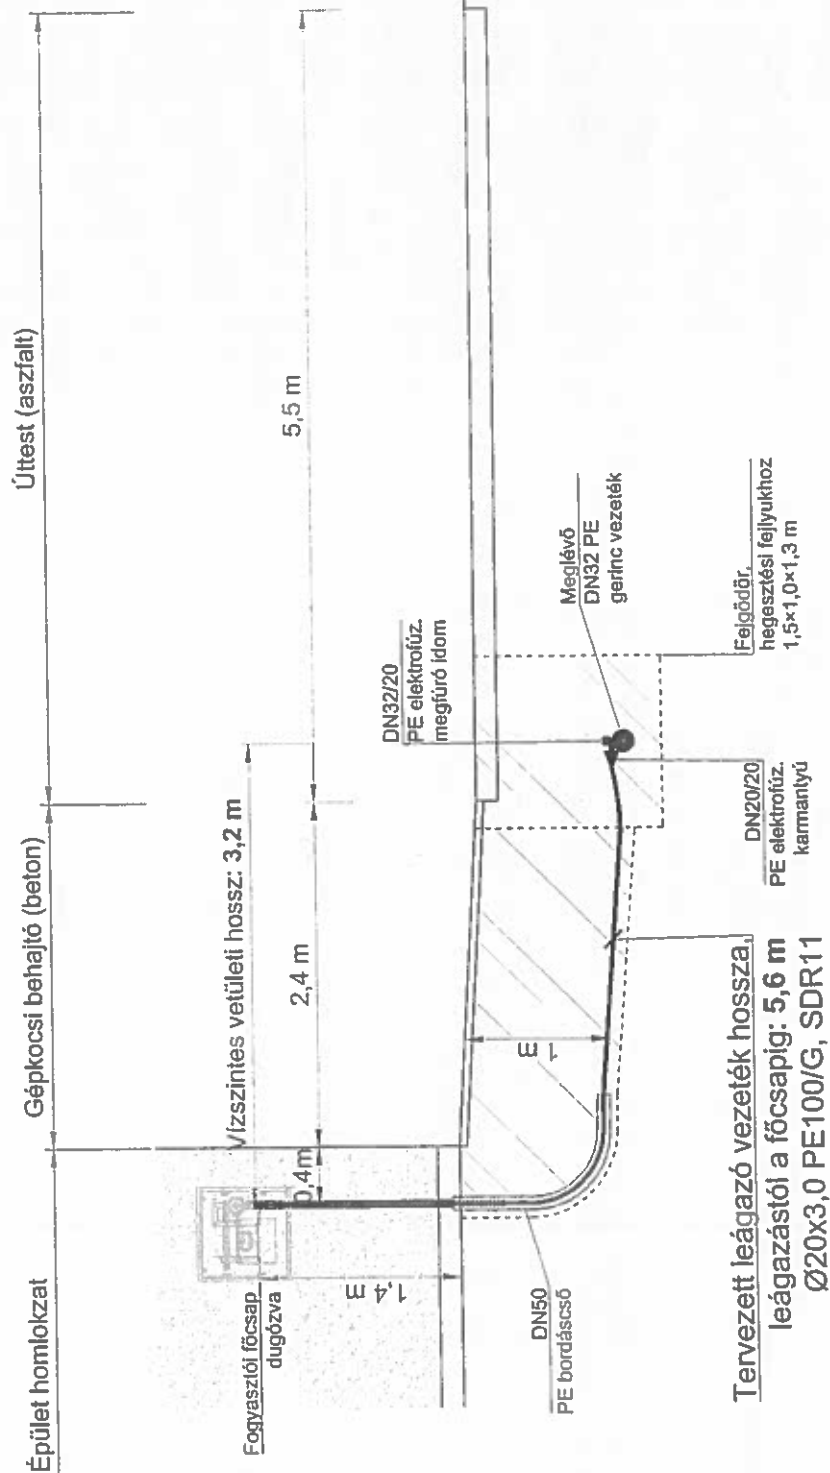 Épület homlokzat
Gépkocsi behajtó (beton)
Úttest (aszfalt)
Vízszintes vetületi hossz: 3,2 m
0,4m
2,4 m
5,5 m
Fogyasztói főcsap
dugózva
1,4 m
1 m
DN32/20
PE elektrofúz.
megfúró idom
Meglévő
DN32 PE
gerinc vezeték
DN50
PE bordáscső
DN20/20
PE elektrofúz.
karmantyú
Fejgödör,
hegesztési fejlyukhoz
1,5×1,0×1,3 m
Tervezett leágazó vezeték hossza,
leágazástól a főcsapig: 5,6 m
Ø20x3,0 PE100/G, SDR11